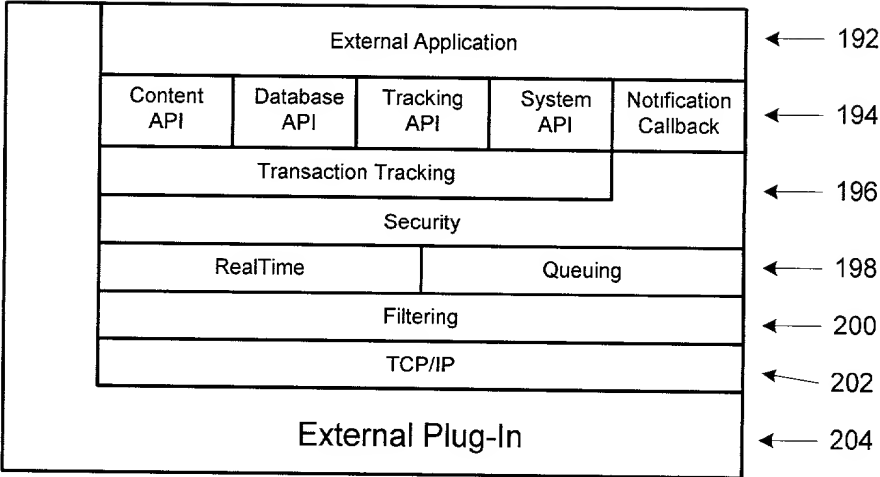 External Application
192
Content
API
Database
API
Tracking
API
System
API
Notification
Callback
194
Transaction Tracking
196
Security
RealTime
Queuing
198
Filtering
200
TCP/IP
202
External Plug-In
204